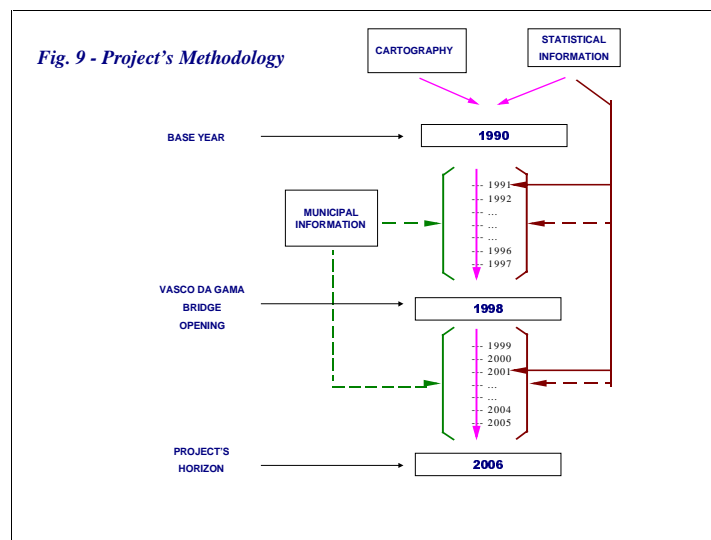 Fig. 9 - Project's Methodology
CARTOGRAPHY
STATISTICAL
INFORMATION
BASE YEAR
1990
--- 1991
--- 1992
--- ...
--- ...
--- ...
--- 1996
--- 1997
MUNICIPAL
INFORMATION
VASCO DA GAMA
BRIDGE
OPENING
1998
--- 1999
--- 2000
--- 2001
--- ...
--- ...
--- 2004
--- 2005
PROJECT'S
HORIZON
2006